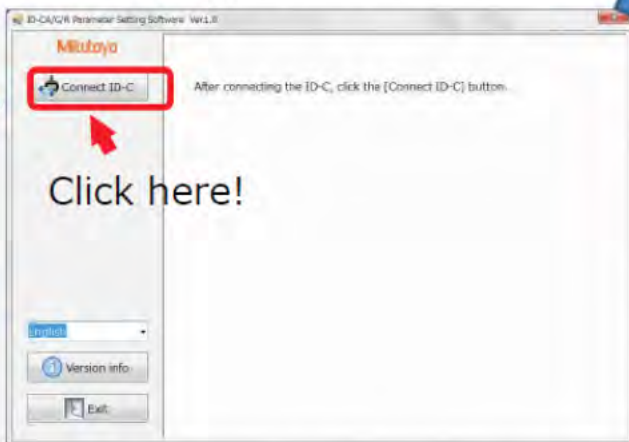 ID-CA/G/R Parameter Setting Software Ver1.0
Mitutoyo
Connect ID-C
After connecting the ID-C, click the [Connect ID-C] button.
Click here!
English
Version info
Exit